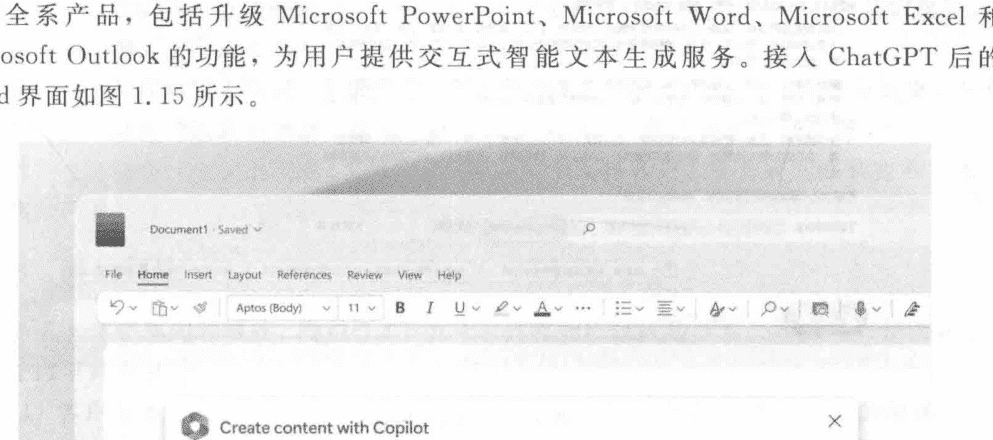 全系产品，包括升级 Microsoft PowerPoint、Microsoft Word、Microsoft Excel 和
osoft Outlook 的功能，为用户提供交互式智能文本生成服务。接入 ChatGPT 后的
d 界面如图 1.15 所示。
Document1 · Saved
File Home Insert Layout References Review View Help
Aptos (Body) 11 B I U A ...
Create content with Copilot